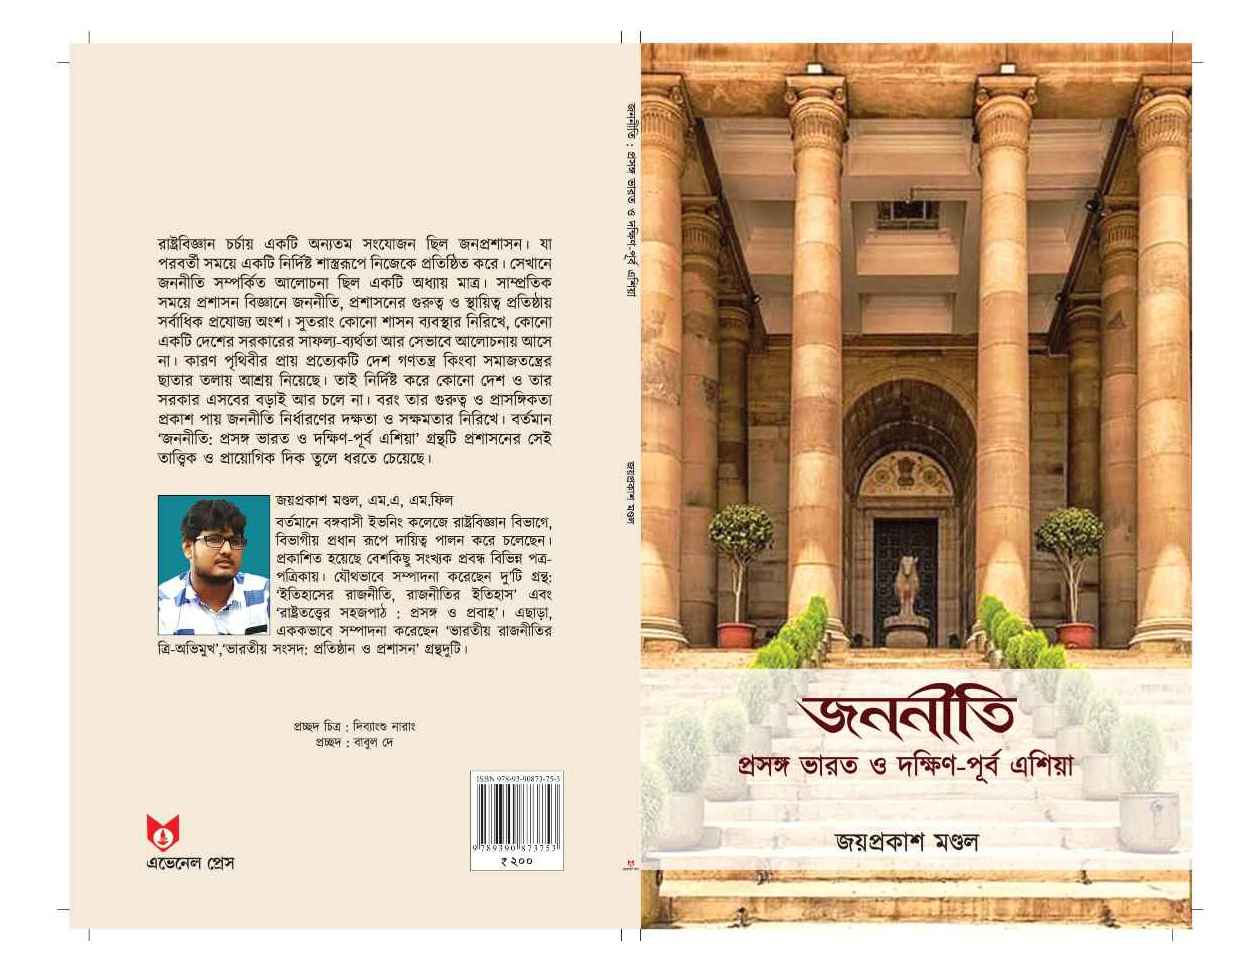 রাষ্ট্রবিজ্ঞান চর্চায় একটি অন্যতম সংযোজন ছিল জনপ্রশাসন। যা
পরবর্তী সময়ে একটি নির্দিষ্ট শাস্ত্ররূপে নিজেকে প্রতিষ্ঠিত করে। সেখানে
জননীতি সম্পর্কিত আলোচনা ছিল একটি অধ্যায় মাত্র। সাম্প্রতিক
সময়ে প্রশাসন বিজ্ঞানে জননীতি, প্রশাসনের গুরুত্ব ও স্থায়িত্ব প্রতিষ্ঠায়
সর্বাধিক প্রযোজ্য অংশ। সুতরাং কোনো শাসন ব্যবস্থার নিরিখে, কোনো
একটি দেশের সরকারের সাফল্য-ব্যর্থতা আর সেভাবে আলোচনায় আসে
না। কারণ পৃথিবীর প্রায় প্রত্যেকটি দেশ গণতন্ত্র কিংবা সমাজতন্ত্রের
ছাতার তলায় আশ্রয় নিয়েছে। তাই নির্দিষ্ট করে কোনো দেশ ও তার
সরকার এসবের বড়াই আর চলে না। বরং তার গুরুত্ব ও প্রাসঙ্গিকতা
প্রকাশ পায় জননীতি নির্ধারণের দক্ষতা ও সক্ষমতার নিরিখে। বর্তমান
‘জননীতি: প্রসঙ্গ ভারত ও দক্ষিণ-পূর্ব এশিয়া’ গ্রন্থটি প্রশাসনের সেই
তাত্ত্বিক ও প্রায়োগিক দিক তুলে ধরতে চেয়েছে।
জয়প্রকাশ মণ্ডল, এম.এ, এম.ফিল
বর্তমানে বঙ্গবাসী ইভনিং কলেজে রাষ্ট্রবিজ্ঞান বিভাগে,
বিভাগীয় প্রধান রূপে দায়িত্ব পালন করে চলেছেন।
প্রকাশিত হয়েছে বেশকিছু সংখ্যক প্রবন্ধ বিভিন্ন পত্র-
পত্রিকায়। যৌথভাবে সম্পাদনা করেছেন দু’টি গ্রন্থ:
‘ইতিহাসের রাজনীতি, রাজনীতির ইতিহাস’ এবং
‘রাষ্ট্রতত্ত্বের সহজপাঠ : প্রসঙ্গ ও প্রবাহ’। এছাড়া,
এককভাবে সম্পাদনা করেছেন ‘ভারতীয় রাজনীতির
ত্রি-অভিমুখ’,‘ভারতীয় সংসদ: প্রতিষ্ঠান ও প্রশাসন’ গ্রন্থদুটি।
প্রচ্ছদ চিত্র : দিব্যাংশু নারাং
প্রচ্ছদ : বাবুল দে
এভেনেল প্রেস
ISBN 978-93-90873-75-3
9 789390 873753
₹ ২০০
জননীতি : প্রসঙ্গ ভারত ও দক্ষিণ-পূর্ব এশিয়া
জয়প্রকাশ মণ্ডল
জননীতি
প্রসঙ্গ ভারত ও দক্ষিণ-পূর্ব এশিয়া
জয়প্রকাশ মণ্ডল